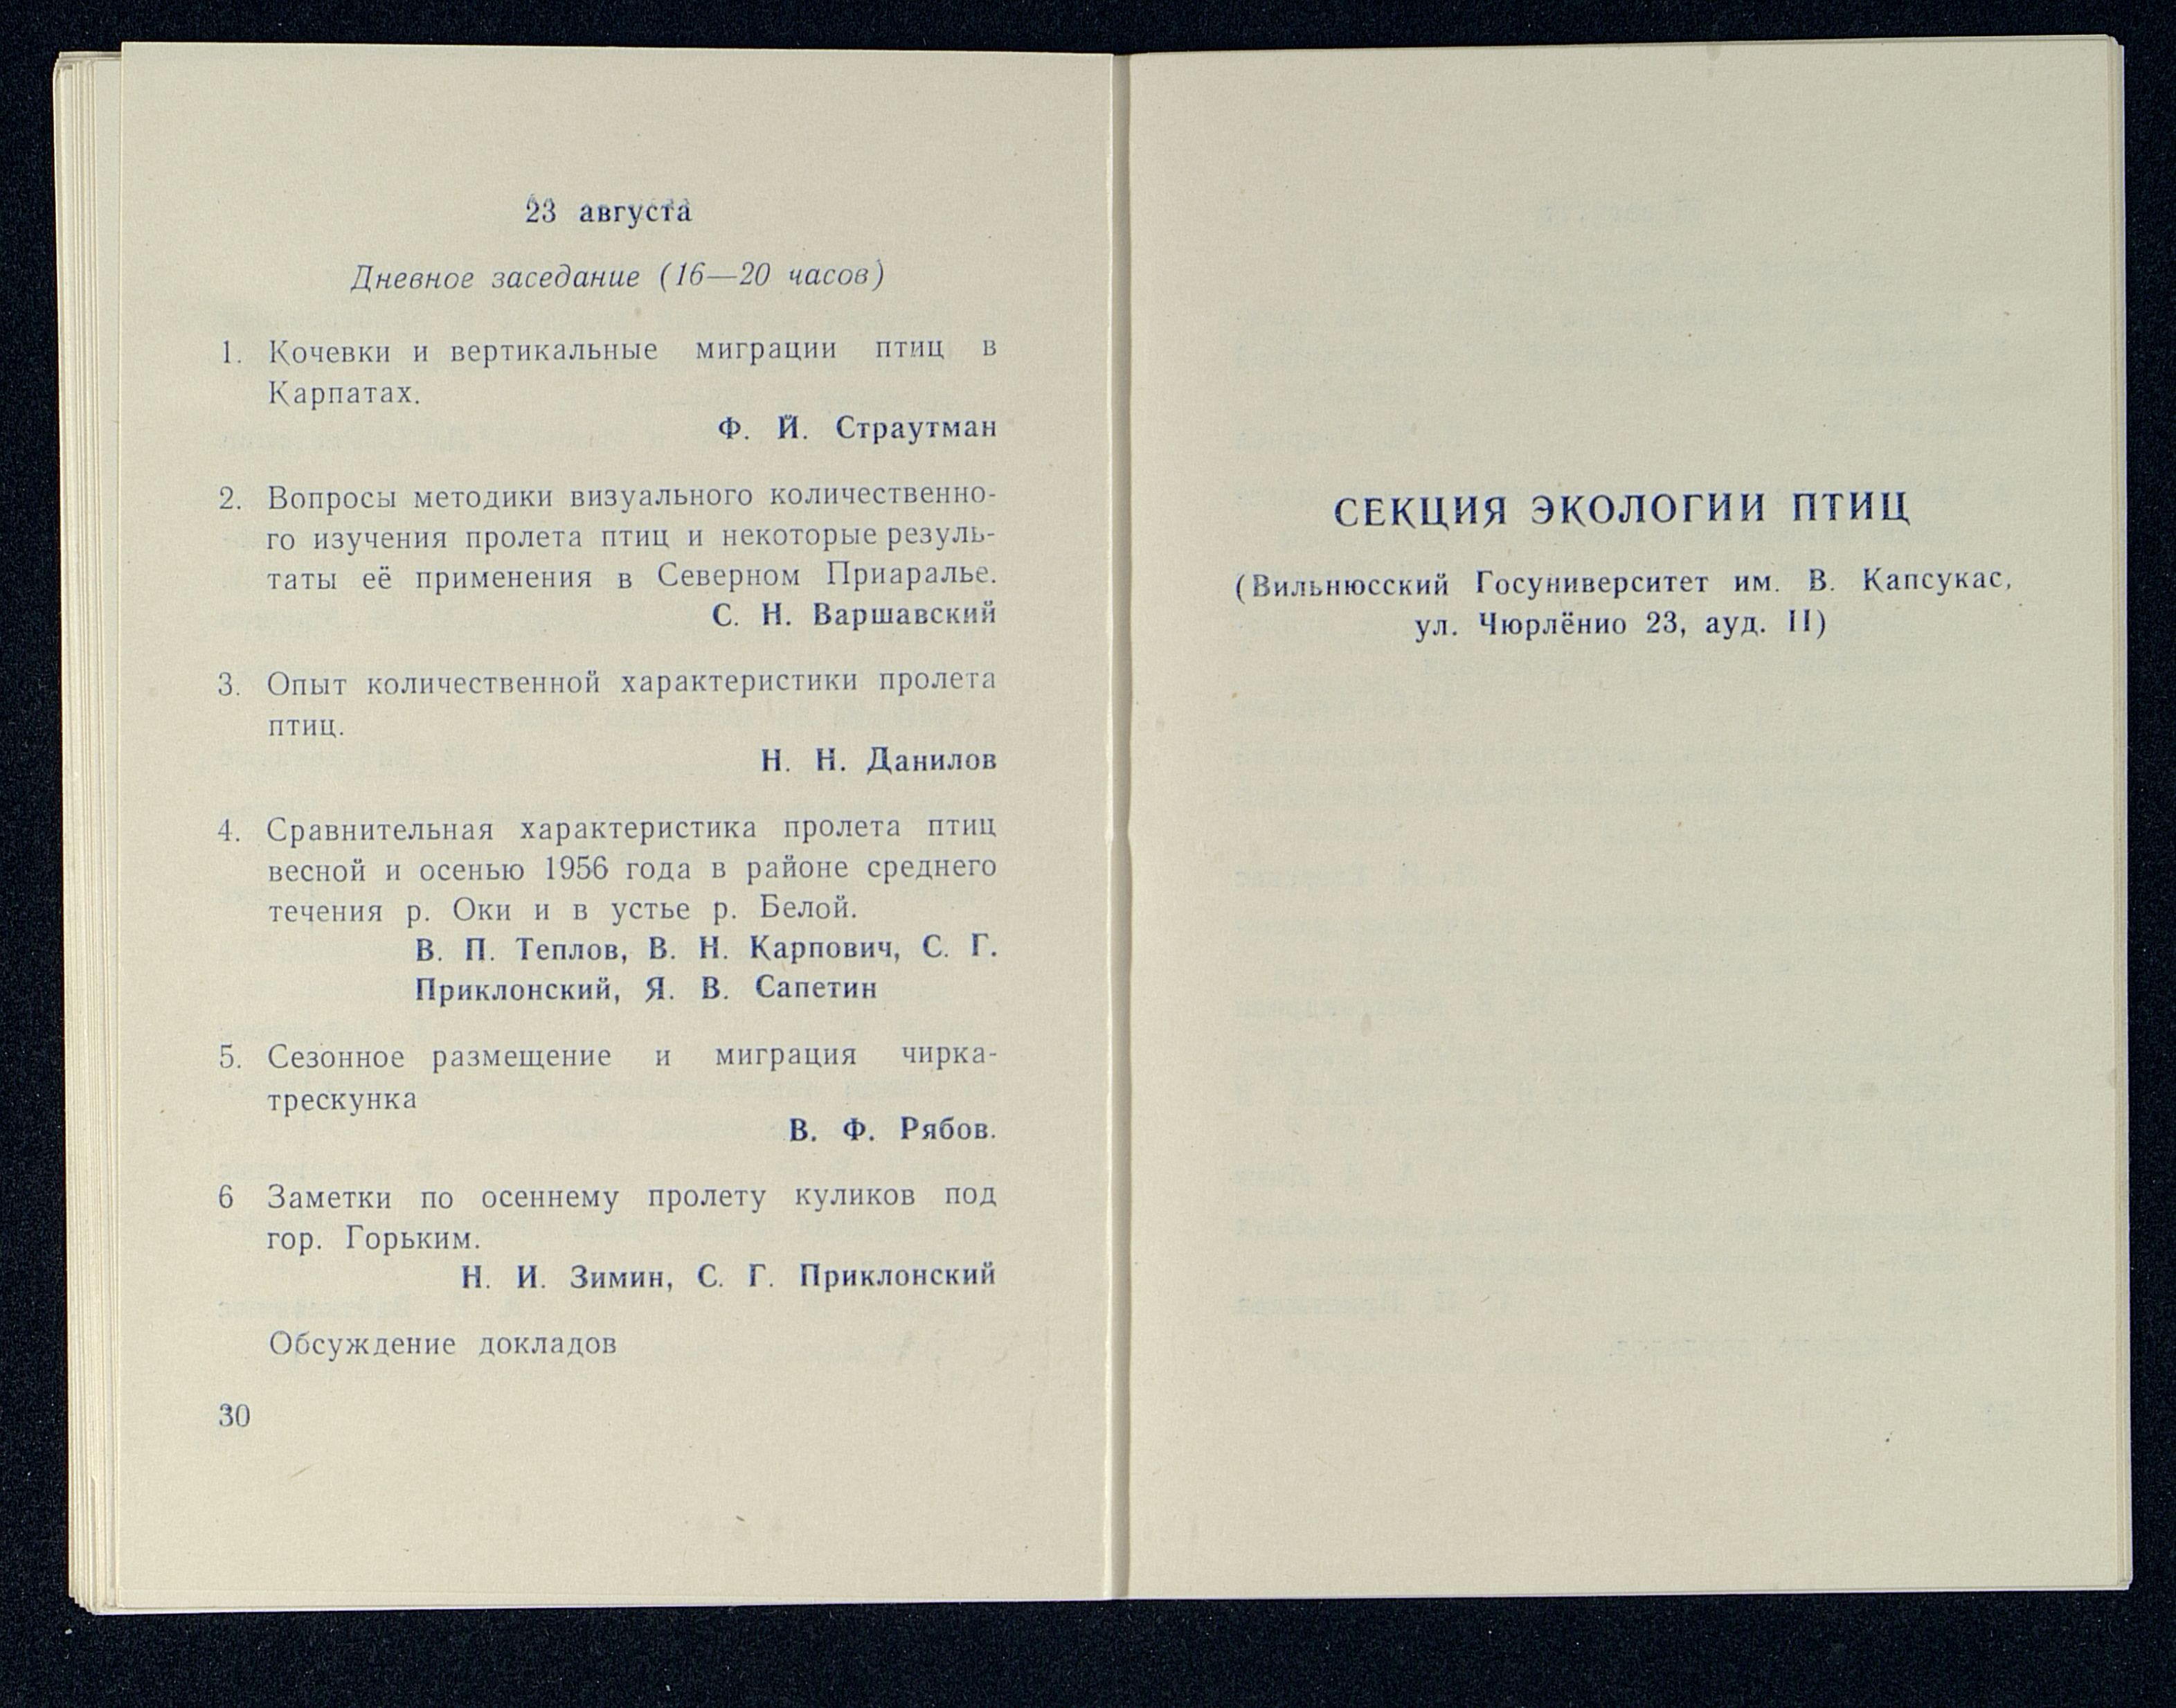 23 августа
Дневное заседание (16—20 часов)
1. Кочевки и вертикальные миграции птиц в
Карпатах.
Ф. Й. Страутман
2. Вопросы методики визуального количественно-
го изучения пролета птиц и некоторые резуль-
таты её применения в Северном Приаралье.
С. Н. Варшавский
3. Опыт количественной характеристики пролета
птиц.
Н. Н. Данилов
4. Сравнительная характеристика пролета птиц
весной и осенью 1956 года в районе среднего
течения р. Оки и в устье р. Белой.
В. П. Теплов, В. Н. Карпович, С. Г.
Приклонский, Я. В. Сапетин
5. Сезонное размещение и миграция чирка-
трескунка
В. Ф. Рябов.
6 Заметки по осеннему пролету куликов под
гор. Горьким.
Н. И. Зимин, С. Г. Приклонский
Обсуждение докладов
30
СЕКЦИЯ ЭКОЛОГИИ ПТИЦ
(Вильнюсский Госуниверситет им. В. Капсукас,
ул. Чюрлёнио 23, ауд. II)